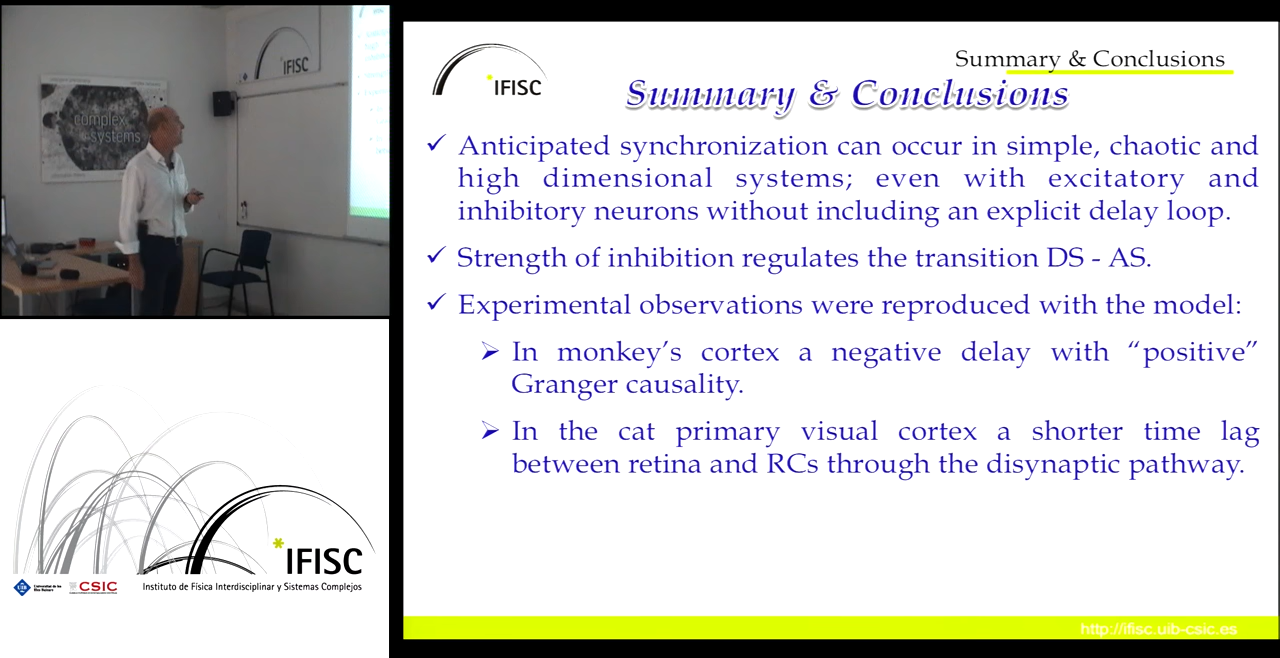 IFISC
complex
systems
IFISC
Summary & Conclusions
Summary & Conclusions
✓ Anticipated synchronization can occur in simple, chaotic and
high dimensional systems; even with excitatory and
inhibitory neurons without including an explicit delay loop.
✓ Strength of inhibition regulates the transition DS - AS.
✓ Experimental observations were reproduced with the model:
➢ In monkey's cortex a negative delay with “positive”
Granger causality.
➢ In the cat primary visual cortex a shorter time lag
between retina and RCs through the disynaptic pathway.
http://ifisc.uib-csic.es
IFISC
UIB
CSIC
Instituto de Física Interdisciplinar y Sistemas Complejos